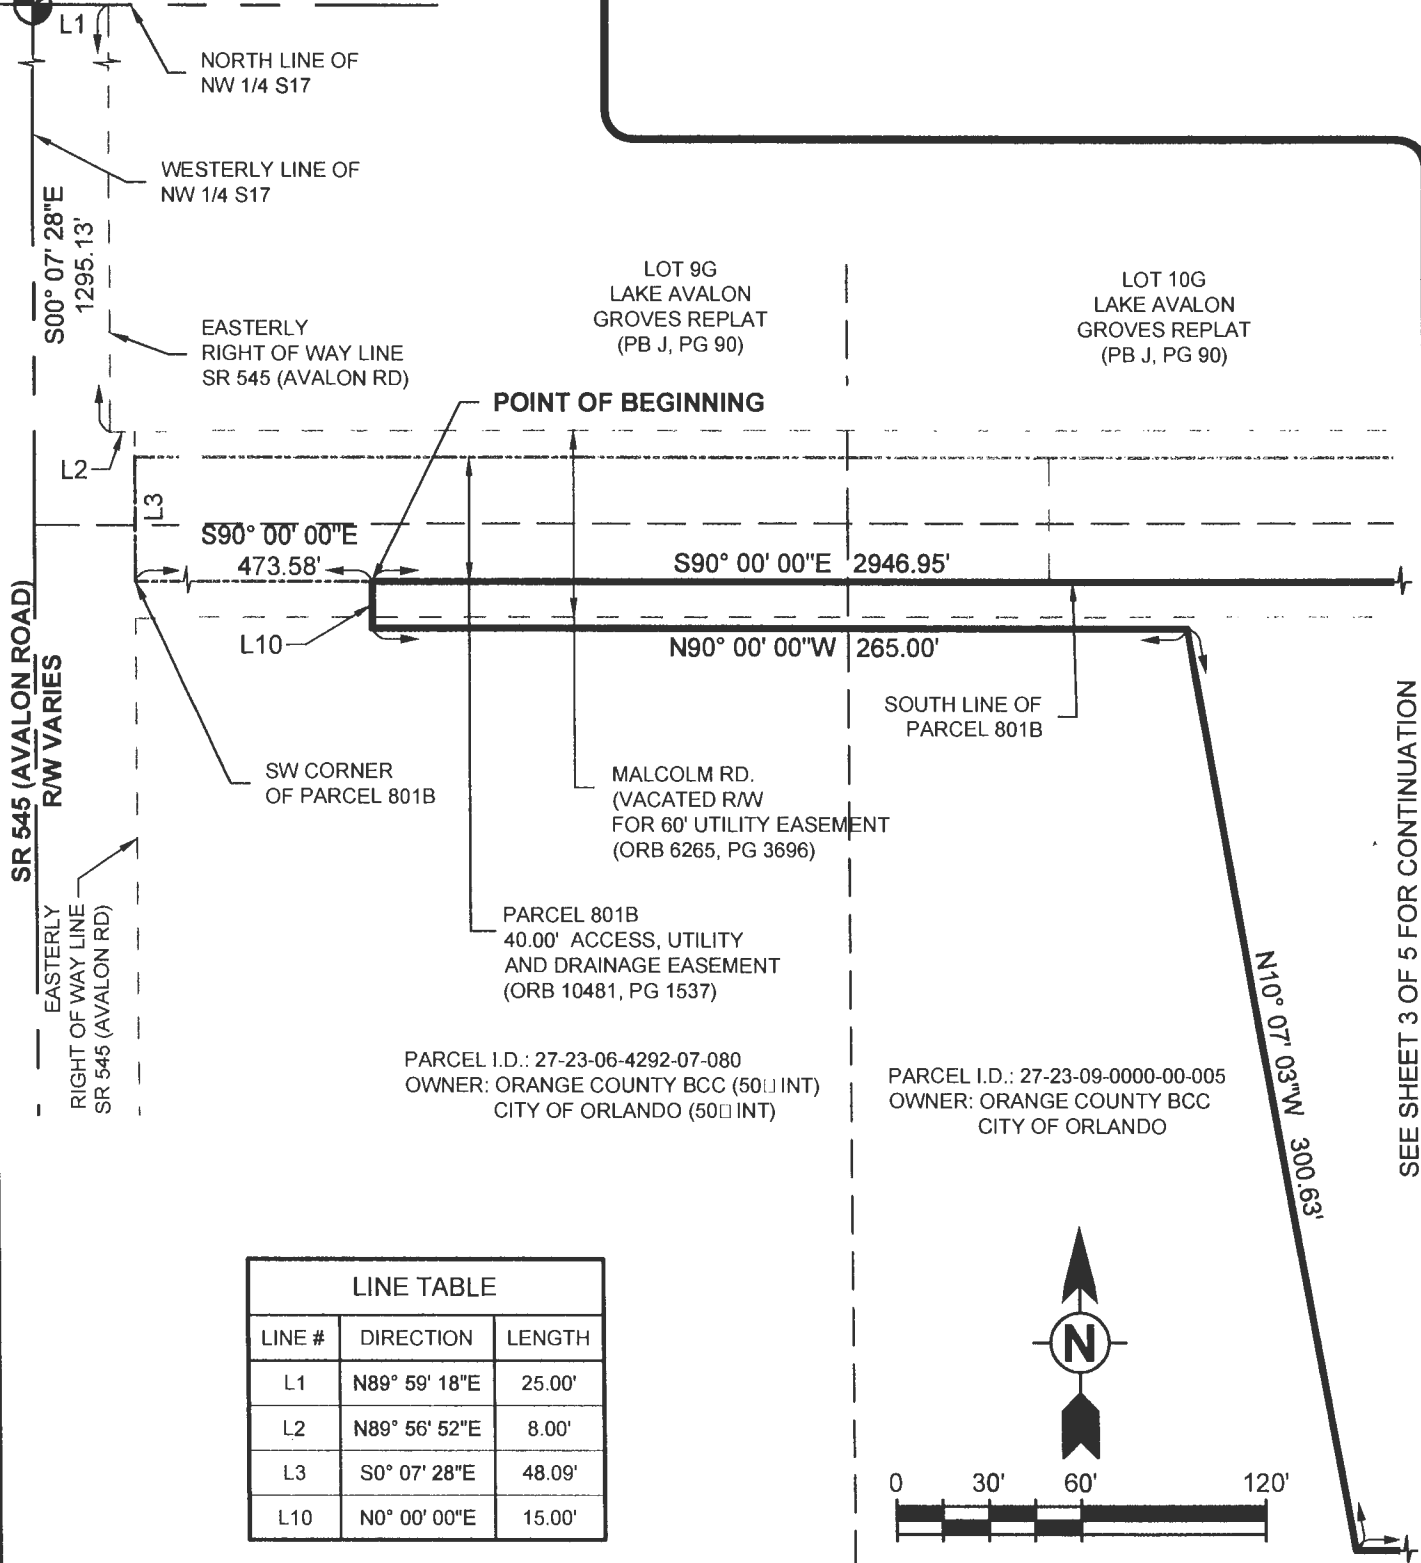 L1
NORTH LINE OF
NW 1/4 S17
WESTERLY LINE OF
NW 1/4 S17
S00° 07' 28"E
1295.13'
EASTERLY
RIGHT OF WAY LINE
SR 545 (AVALON RD)
LOT 9G
LAKE AVALON
GROVES REPLAT
(PB J, PG 90)
LOT 10G
LAKE AVALON
GROVES REPLAT
(PB J, PG 90)
POINT OF BEGINNING
L2
L3
S90° 00' 00"E
473.58'
S90° 00' 00"E 2946.95'
L10
N90° 00' 00"W 265.00'
SR 545 (AVALON ROAD)
R/W VARIES
SOUTH LINE OF
PARCEL 801B
SW CORNER
OF PARCEL 801B
MALCOLM RD.
(VACATED R/W
FOR 60' UTILITY EASEMENT
(ORB 6265, PG 3696)
EASTERLY
RIGHT OF WAY LINE
SR 545 (AVALON RD)
PARCEL 801B
40.00' ACCESS, UTILITY
AND DRAINAGE EASEMENT
(ORB 10481, PG 1537)
N10° 07' 03"W 300.63'
SEE SHEET 3 OF 5 FOR CONTINUATION
PARCEL I.D.: 27-23-06-4292-07-080
OWNER: ORANGE COUNTY BCC (50□ INT)
CITY OF ORLANDO (50□ INT)
PARCEL I.D.: 27-23-09-0000-00-005
OWNER: ORANGE COUNTY BCC
CITY OF ORLANDO
LINE TABLE
LINE # DIRECTION LENGTH
L1 N89° 59' 18"E 25.00'
L2 N89° 56' 52"E 8.00'
L3 S0° 07' 28"E 48.09'
L10 N0° 00' 00"E 15.00'
N
0 30' 60' 120'